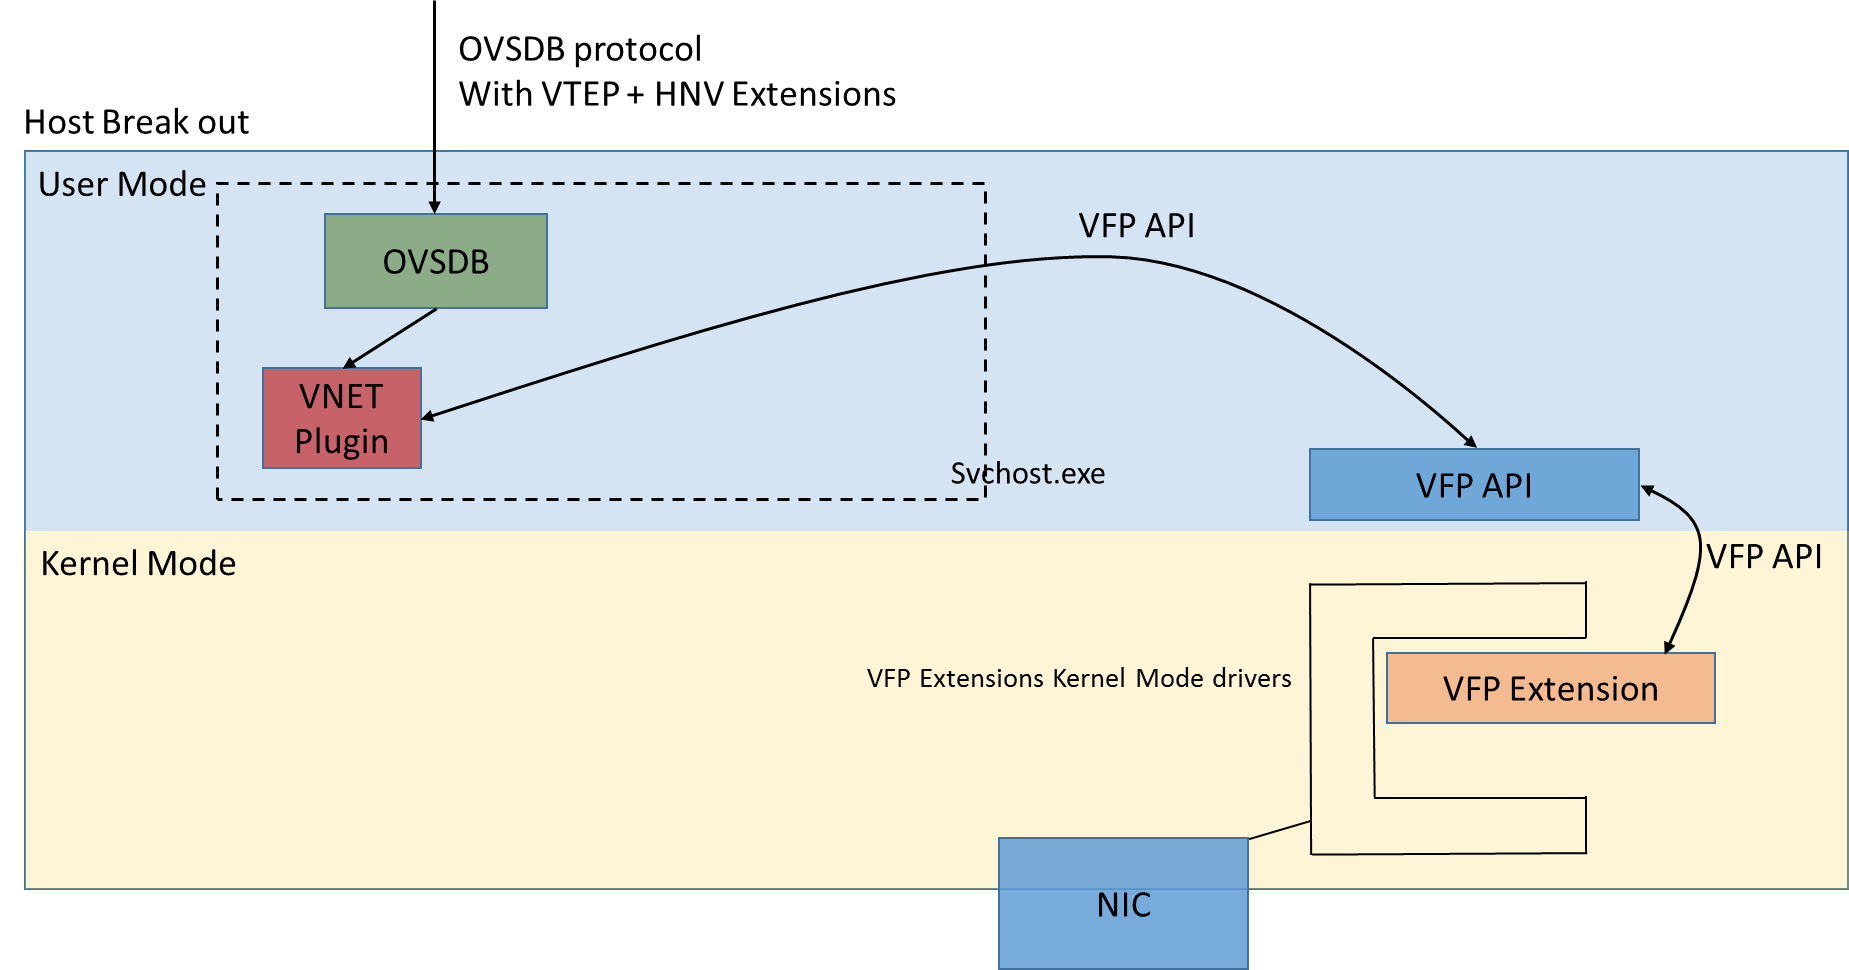 OVSDB protocol
With VTEP + HNV Extensions
Host Break out
User Mode
OVSDB
VFP API
VNET
Plugin
Svchost.exe
VFP API
Kernel Mode
VFP API
VFP Extensions Kernel Mode drivers
VFP Extension
NIC